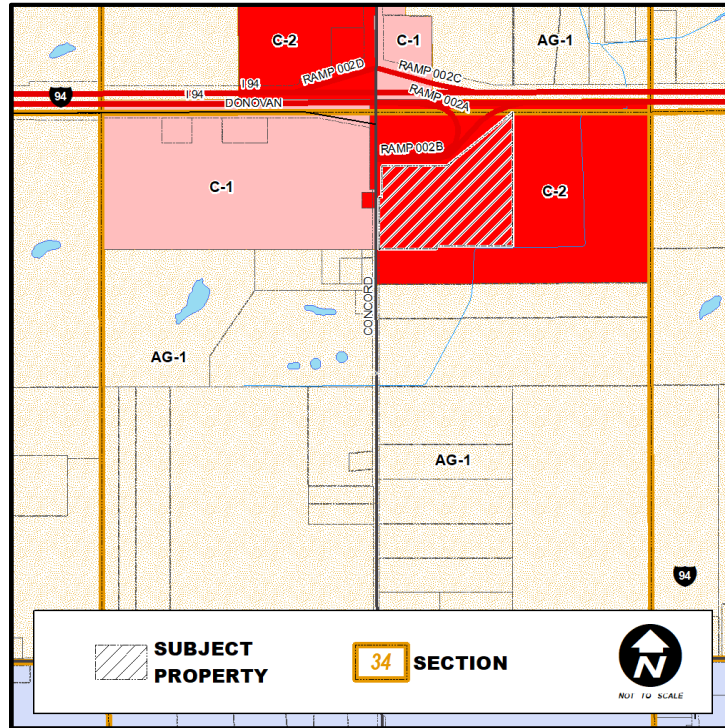 C-2
C-1
AG-1
RAMP 002D
RAMP 002C
I 94
I 94
RAMP 002A
94
DONOVAN
RAMP 002B
C-1
C-2
CONCORD
AG-1
AG-1
94
SUBJECT
PROPERTY
34 SECTION
N
NOT TO SCALE